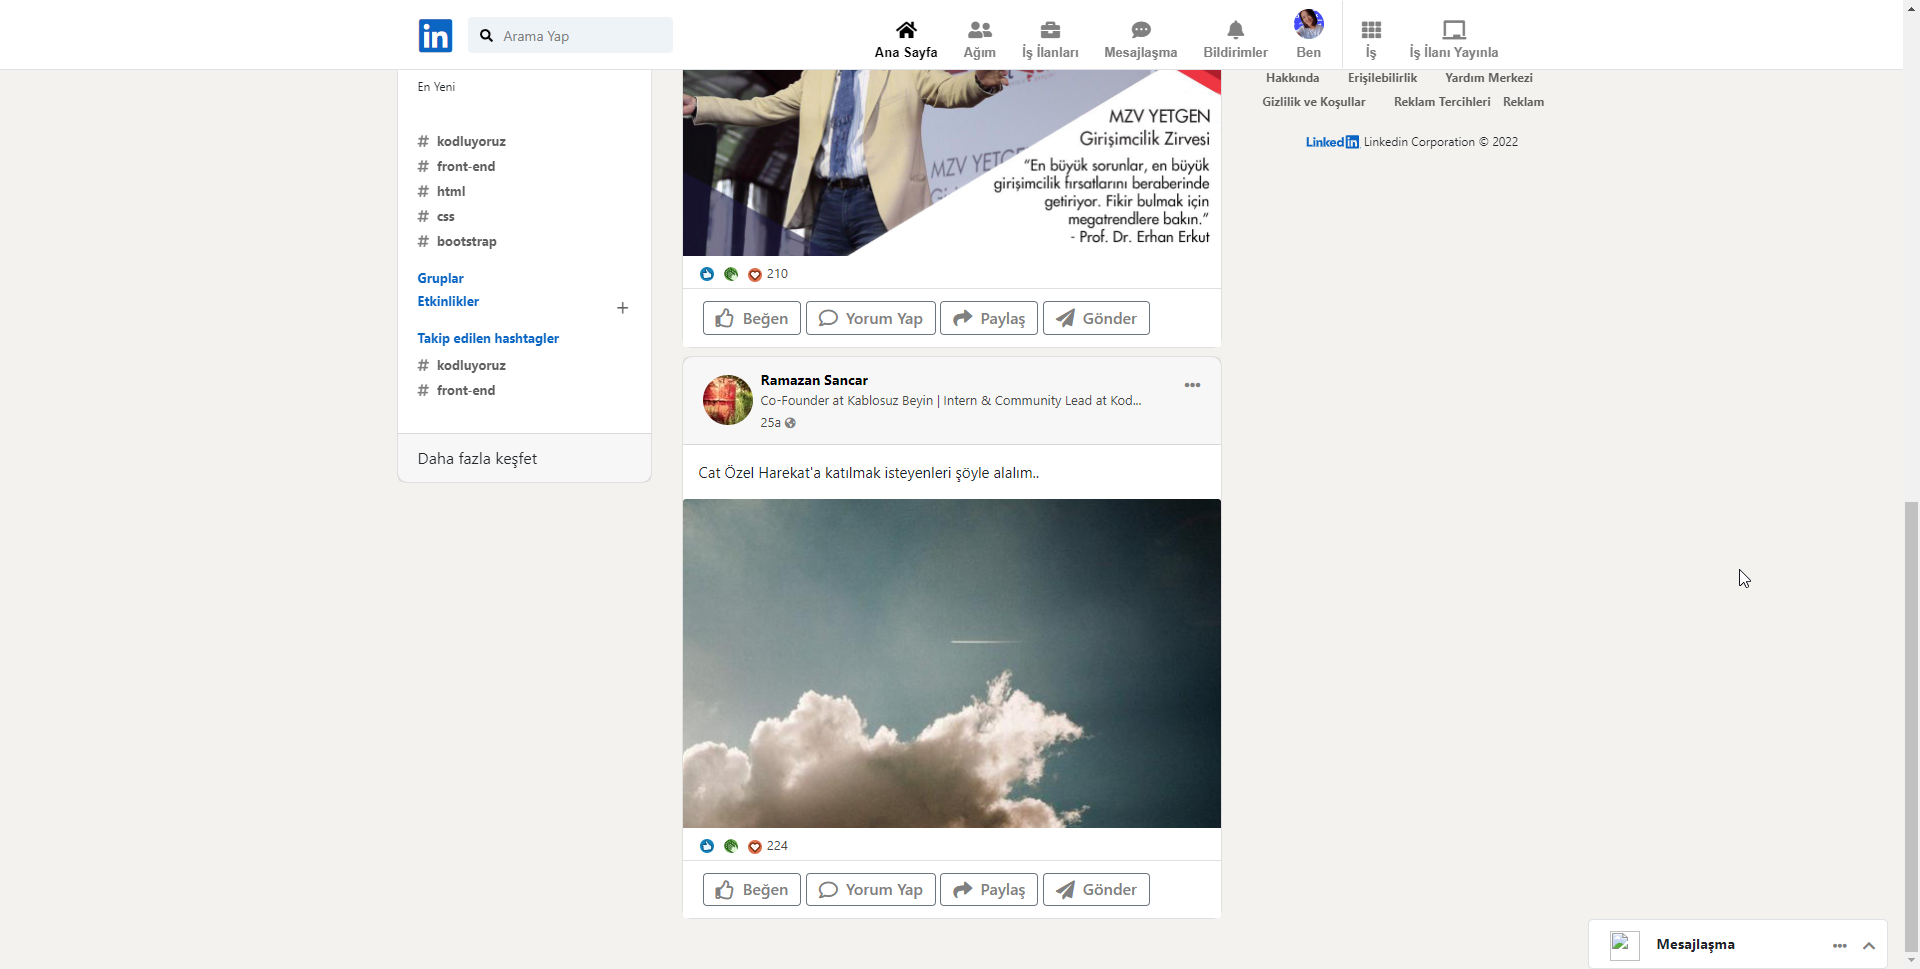 in
Arama Yap
Ana Sayfa
Ağım
İş İlanları
Mesajlaşma
Bildirimler
Ben
İş
İş İlanı Yayınla
En Yeni
# kodluyoruz
# front-end
# html
# css
# bootstrap
Gruplar
Etkinlikler
+
Takip edilen hashtagler
# kodluyoruz
# front-end
Daha fazla keşfet
MZV YETGEN
Girişimcilik Zirvesi
“En büyük sorunlar, en büyük
girişimcilik fırsatlarını beraberinde
getiriyor. Fikir bulmak için
megatrendlere bakın.”
- Prof. Dr. Erhan Erkut
210
Beğen
Yorum Yap
Paylaş
Gönder
Ramazan Sancar
Co-Founder at Kablosuz Beyin | Intern & Community Lead at Kod...
25a
Cat Özel Harekat'a katılmak isteyenleri şöyle alalım..
224
Beğen
Yorum Yap
Paylaş
Gönder
Hakkında
Erişilebilirlik
Yardım Merkezi
Gizlilik ve Koşullar
Reklam Tercihleri
Reklam
Linkedin Linkedin Corporation © 2022
Mesajlaşma